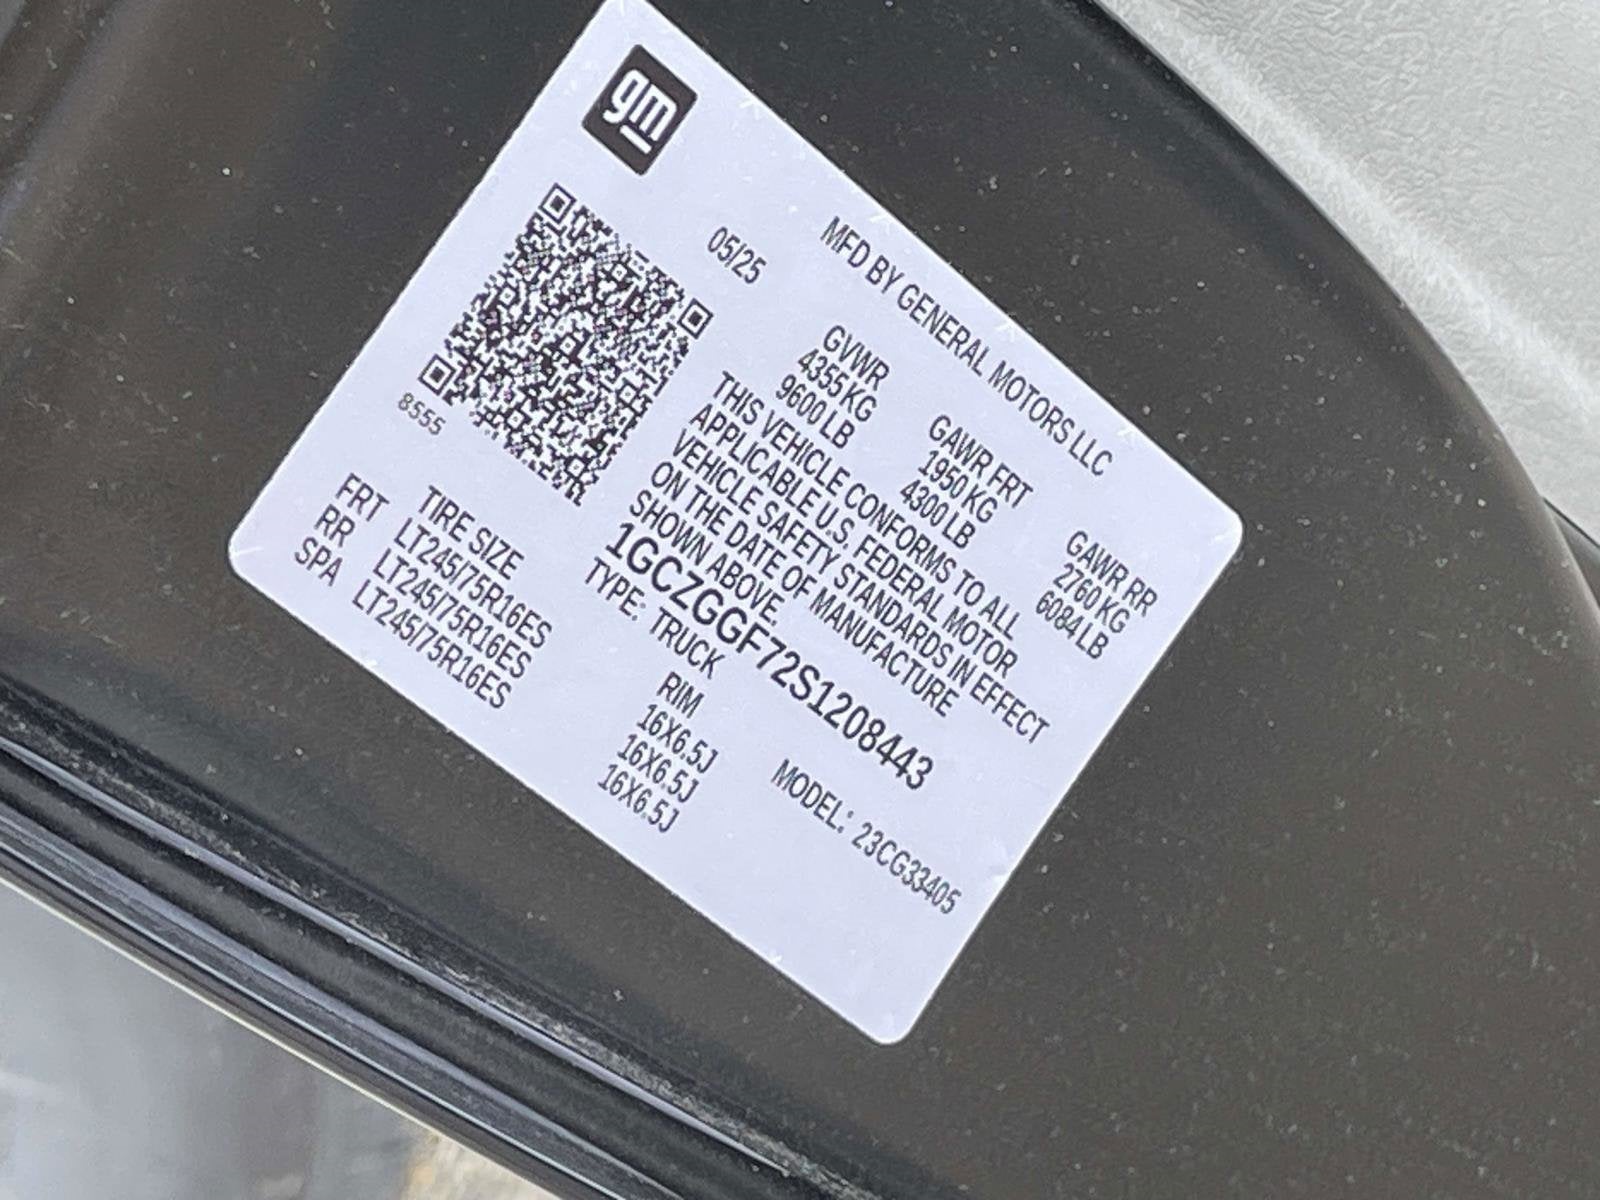 gm
MFD BY GENERAL MOTORS LLC
05/25
GVWR GAWR FRT GAWR RR
4355 KG 1950 KG 2760 KG
9600 LB 4300 LB 6084 LB
THIS VEHICLE CONFORMS TO ALL
APPLICABLE U.S. FEDERAL MOTOR
VEHICLE SAFETY STANDARDS IN EFFECT
ON THE DATE OF MANUFACTURE
SHOWN ABOVE.
1GCZGGF72S1208443
8555
TYPE: TRUCK MODEL: 23CG33405
TIRE SIZE RIM
FRT LT245/75R16ES 16X6.5J
RR LT245/75R16ES 16X6.5J
SPA LT245/75R16ES 16X6.5J